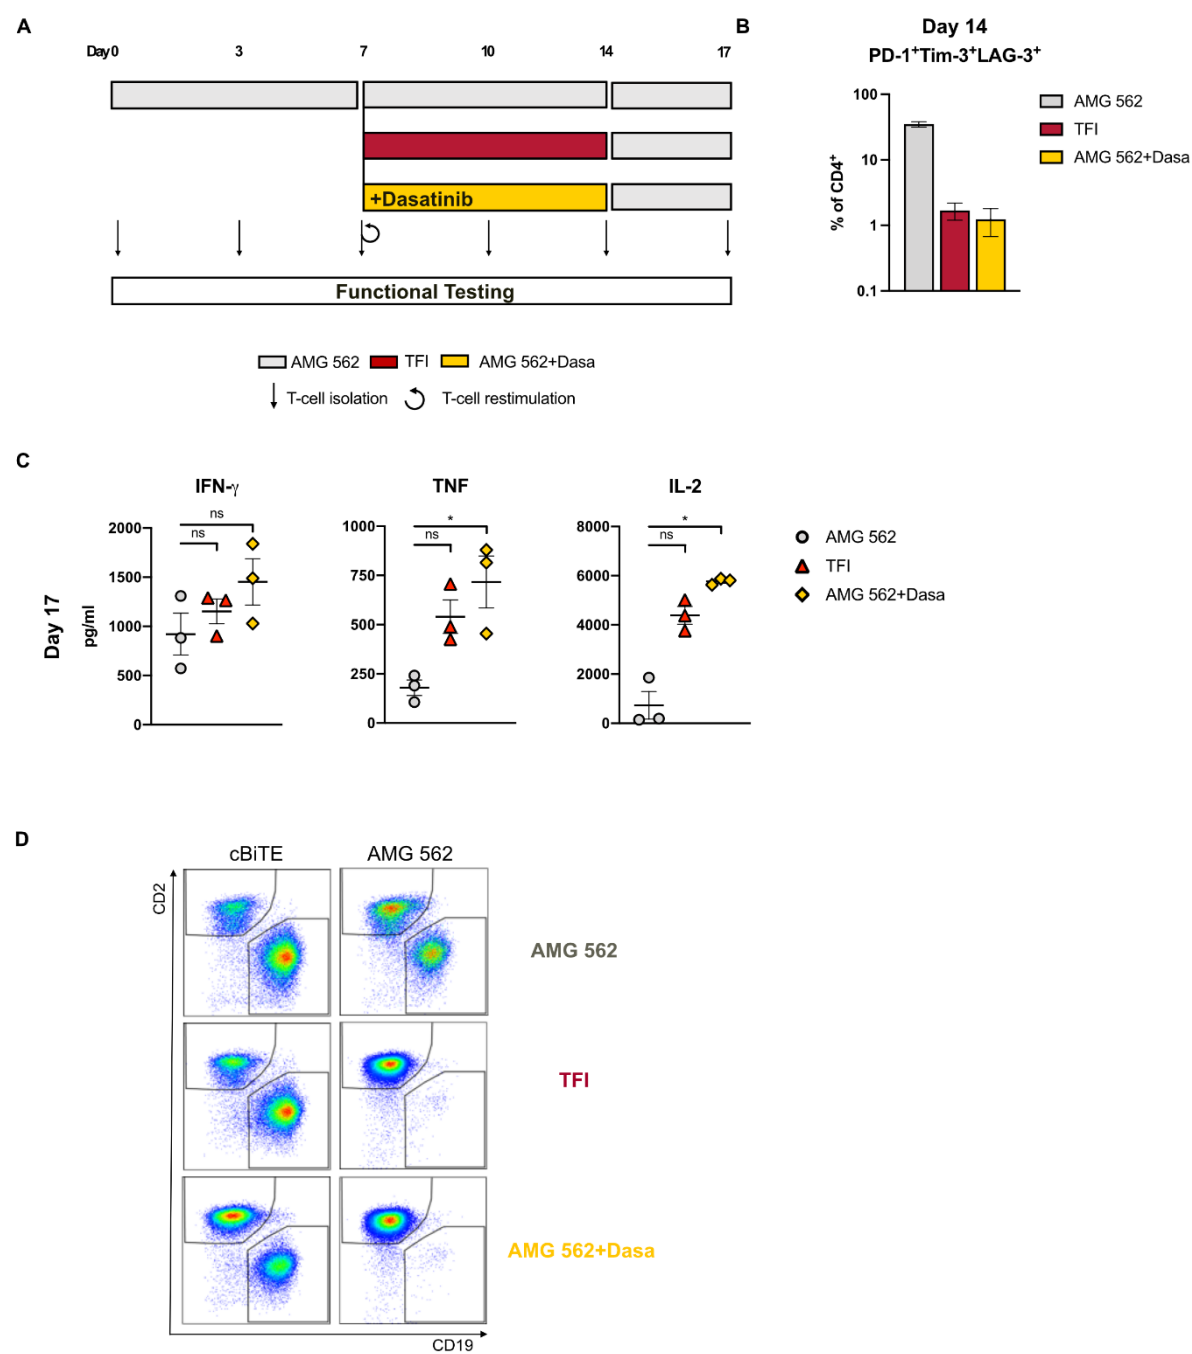 A
Day 0 3 7 10 14 17
+Dasatinib
Functional Testing
AMG 562 TFI AMG 562+Dasa
T-cell isolation T-cell restimulation
B
Day 14
PD-1⁺Tim-3⁺LAG-3⁺
% of CD4⁺
100
10
1
0.1
AMG 562
TFI
AMG 562+Dasa
C
Day 17
pg/ml
IFN-γ
ns
ns
2000
1500
1000
500
0
TNF
*
ns
1000
750
500
250
0
IL-2
*
ns
8000
6000
4000
2000
0
AMG 562
TFI
AMG 562+Dasa
D
cBiTE AMG 562
CD2
AMG 562
TFI
AMG 562+Dasa
CD19